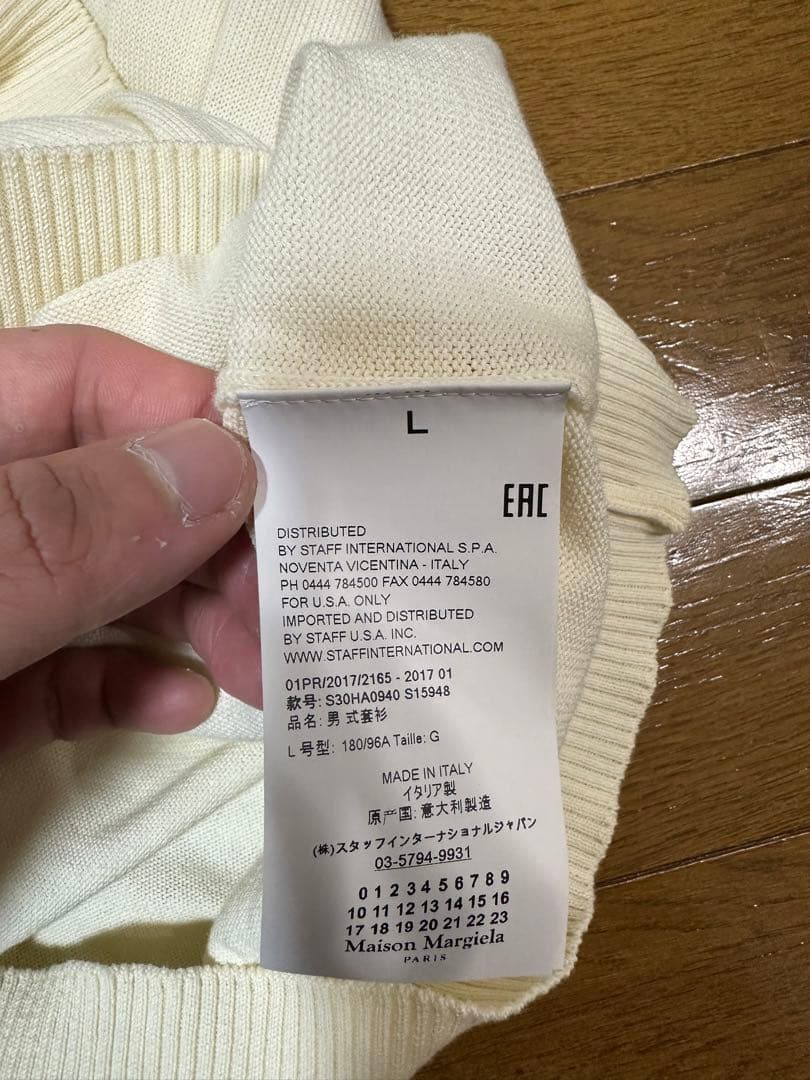 L
EAC
DISTRIBUTED
BY STAFF INTERNATIONAL S.P.A.
NOVENTA VICENTINA - ITALY
PH 0444 784500 FAX 0444 784580
FOR U.S.A. ONLY
IMPORTED AND DISTRIBUTED
BY STAFF U.S.A. INC.
WWW.STAFFINTERNATIONAL.COM
01PR/2017/2165 - 2017 01
款号: S30HA0940 S15948
品名: 男 式套衫
L 号型: 180/96A Taille: G
MADE IN ITALY
イタリア製
原产国: 意大利製造
(株)スタッフインターナショナルジャパン
03-5794-9931
0 1 2 3 4 5 6 7 8 9
10 11 12 13 14 15 16
17 18 19 20 21 22 23
Maison Margiela
PARIS